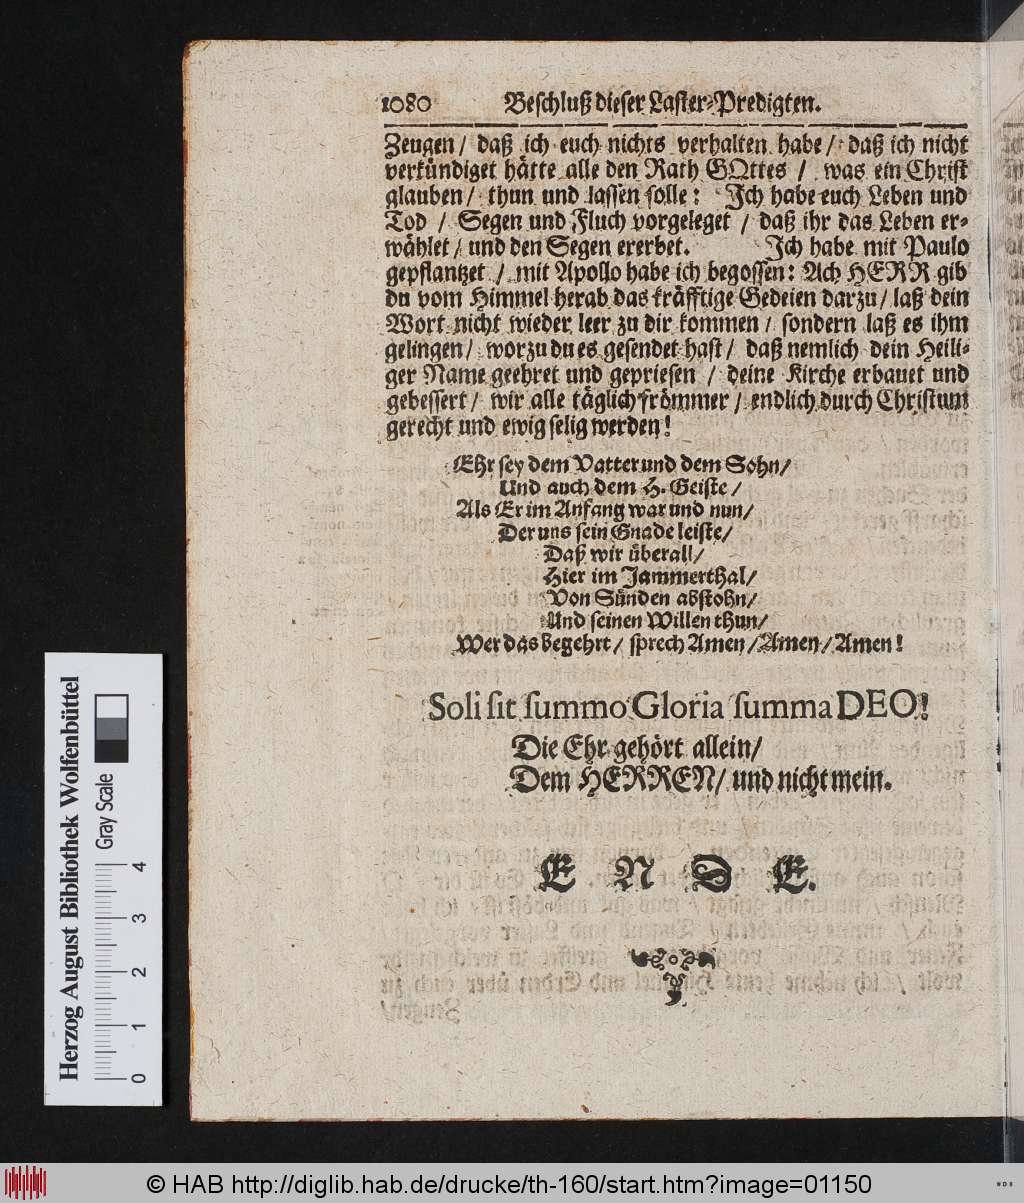 1080 Beschluß dieser Laster-Predigten.
Zeugen / daß ich euch nichts verhalten habe / daß ich nicht
verkündiget hätte alle den Rath GOttes / was ein Christ
glauben / thun und lassen solle: Ich habe euch Leben und
Tod / Segen und Fluch vorgeleget / daß ihr das Leben er-
wählet / und den Segen ererbet. Ich habe mit Paulo
gepflantzet / mit Apollo habe ich begossen: Ach HERR gib
du vom Himmel herab das kräfftige Gedeien darzu / laß dein
Wort nicht wieder leer zu dir kommen / sondern laß es ihm
gelingen / worzu du es gesendet hast / daß nemlich dein Heili-
ger Name geehret und gepriesen / deine Kirche erbauet und
gebessert / wir alle täglich frömmer / endlich durch Christum
gerecht und ewig selig werden!
Ehr sey dem Vatter und dem Sohn /
Und auch dem H. Geiste /
Als Er im Anfang war und nun /
Der uns sein Gnade leiste /
Daß wir überall /
Hier im Jammerthal /
Von Sünden abstohn /
Und seinen Willen thun /
Wer das begehrt / sprech Amen / Amen / Amen!
Soli sit summo Gloria summa DEO!
Die Ehr gehört allein /
Dem HERREN / und nicht mein.
E N D E.
Herzog August Bibliothek Wolfenbüttel
Gray Scale
0 1 2 3 4
© HAB http://diglib.hab.de/drucke/th-160/start.htm?image=01150